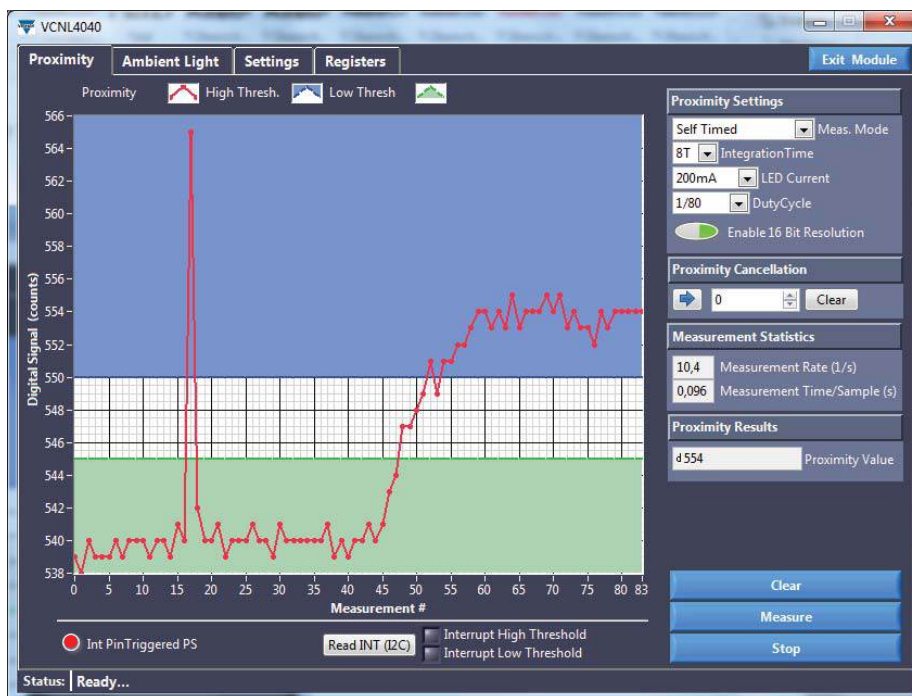 VCNL4040
Proximity
Ambient Light
Settings
Registers
Exit Module
Proximity
High Thresh.
Low Thresh
566
564
562
560
558
556
554
552
550
548
546
544
542
540
538
Digital Signal (counts)
0 5 10 15 20 25 30 35 40 45 50 55 60 65 70 75 80 83
Measurement #
Int PinTriggered PS
Read INT (I2C)
Interrupt High Threshold
Interrupt Low Threshold
Proximity Settings
Self Timed Meas. Mode
8T IntegrationTime
200mA LED Current
1/80 DutyCycle
Enable 16 Bit Resolution
Proximity Cancellation
0 Clear
Measurement Statistics
10,4 Measurement Rate (1/s)
0,096 Measurement Time/Sample (s)
Proximity Results
d 554 Proximity Value
Clear
Measure
Stop
Status: Ready...